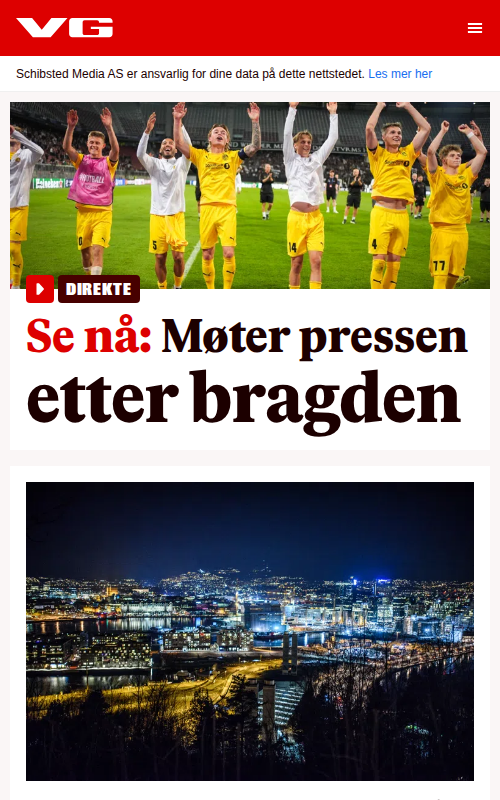 VG
Schibsted Media AS er ansvarlig for dine data på dette nettstedet. Les mer her
DIREKTE
Se nå: Møter pressen
etter bragden